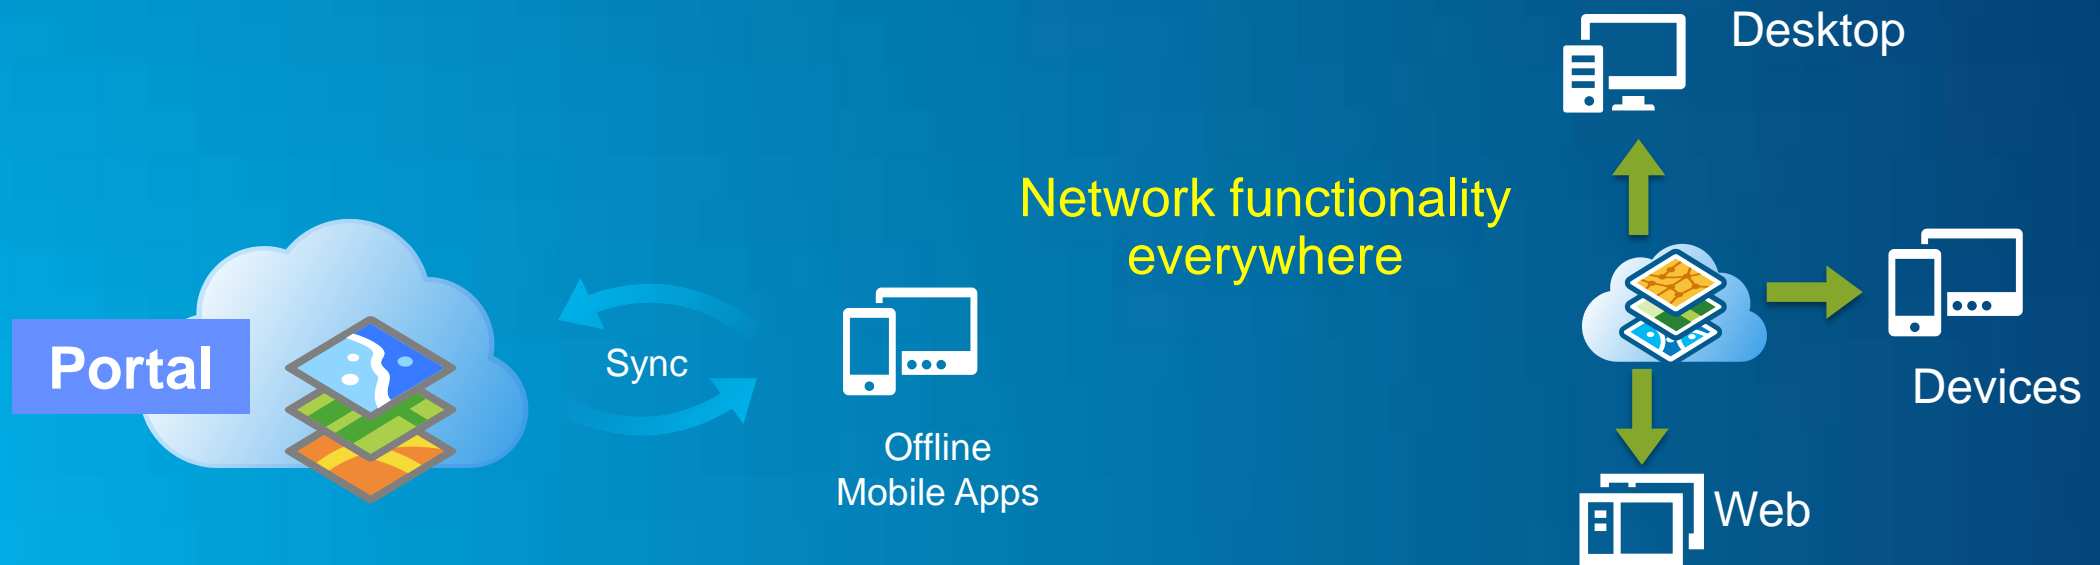 Portal
Sync
Offline
Mobile Apps
Network functionality
everywhere
Desktop
Devices
Web